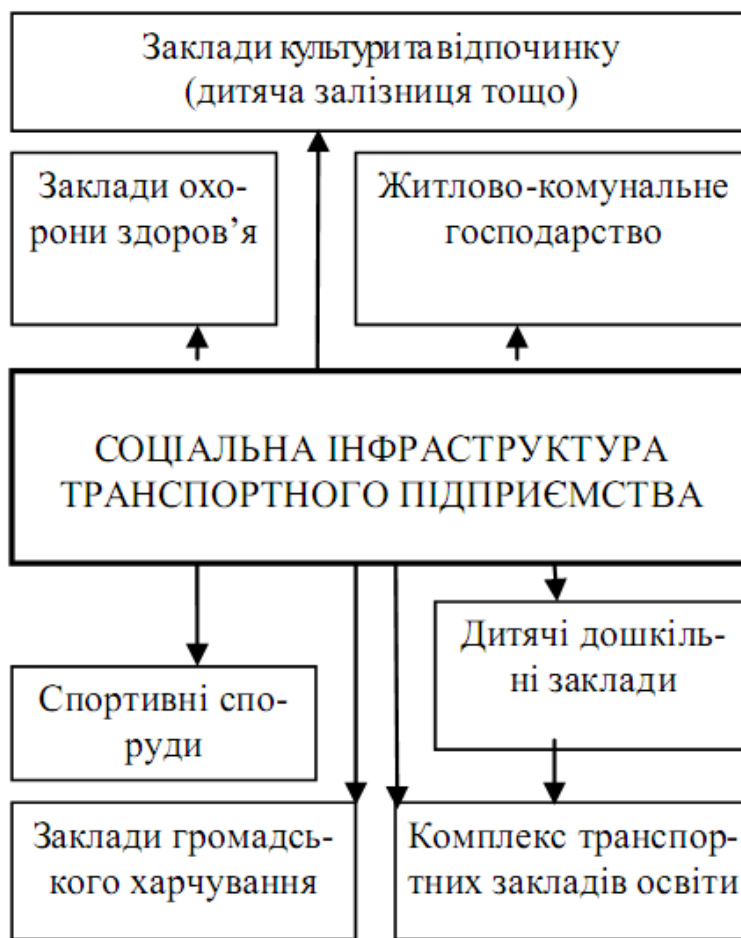 Заклади культури та відпочинку
(дитяча залізниця тощо)
Заклади охо-
рони здоров’я
Житлово-комунальне
господарство
СОЦІАЛЬНА ІНФРАСТРУКТУРА
ТРАНСПОРТНОГО ПІДПРИЄМСТВА
Дитячі дошкіль-
ні заклади
Спортивні спо-
руди
Заклади громадсь-
кого харчування
Комплекс транспор-
тних закладів освіти